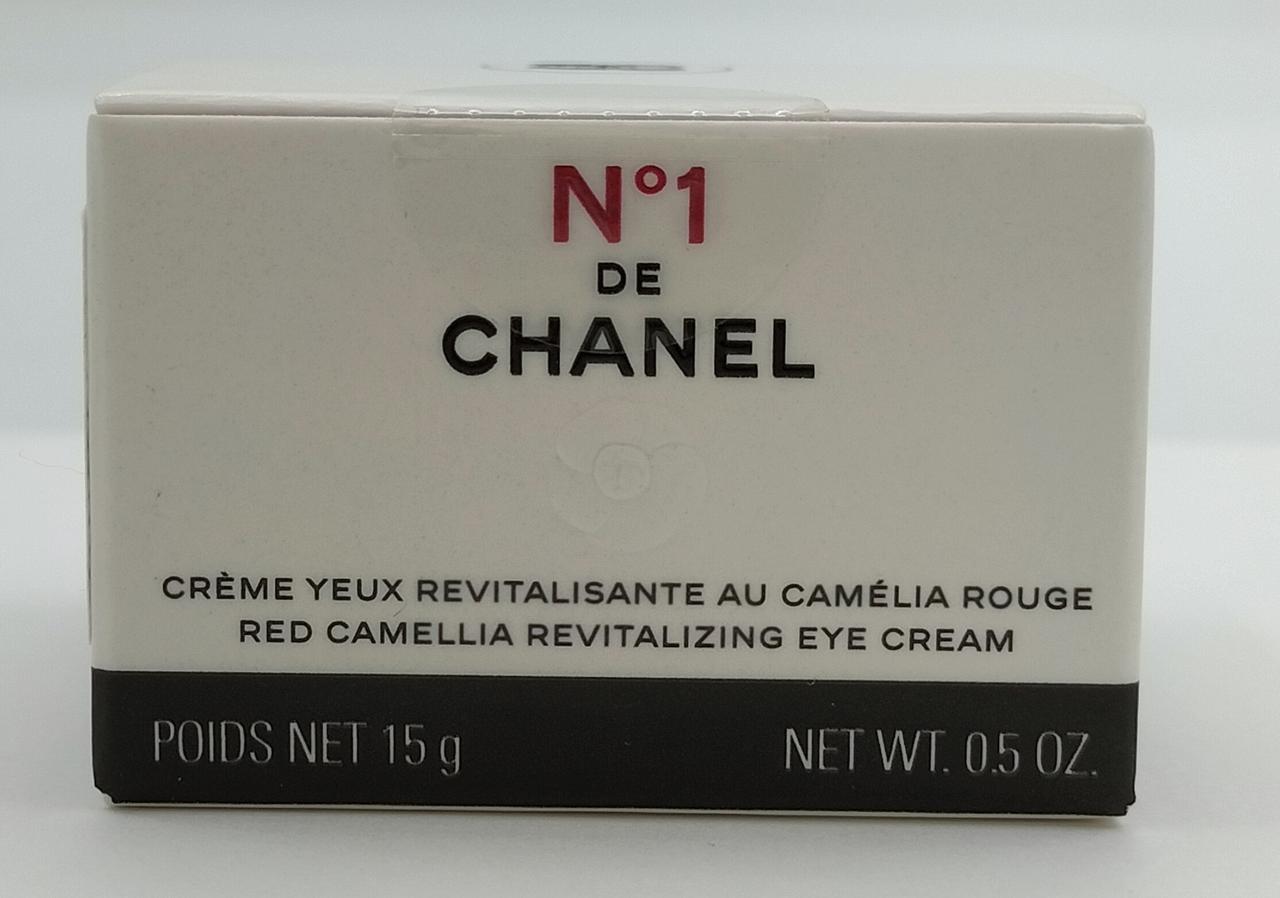 N°1
DE
CHANEL
CRÈME YEUX REVITALISANTE AU CAMÉLIA ROUGE
RED CAMELLIA REVITALIZING EYE CREAM
POIDS NET 15 g NET WT. 0.5 OZ.